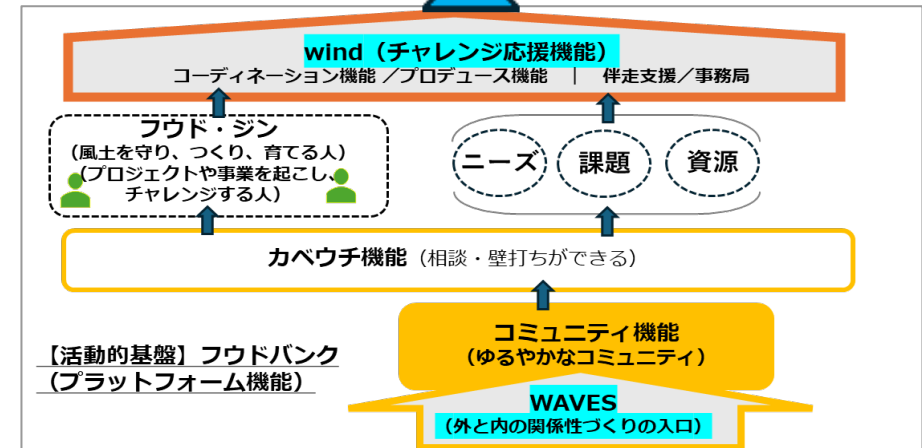 wind（チャレンジ応援機能）
コーディネーション機能／プロデュース機能　｜　伴走支援／事務局
フウド・ジン
（風土を守り、つくり、育てる人）
（プロジェクトや事業を起こし、
チャレンジする人）
ニーズ
課題
資源
カベウチ機能（相談・壁打ちができる）
コミュニティ機能
（ゆるやかなコミュニティ）
【活動的基盤】フウドバンク
（プラットフォーム機能）
WAVES
（外と内の関係性づくりの入口）